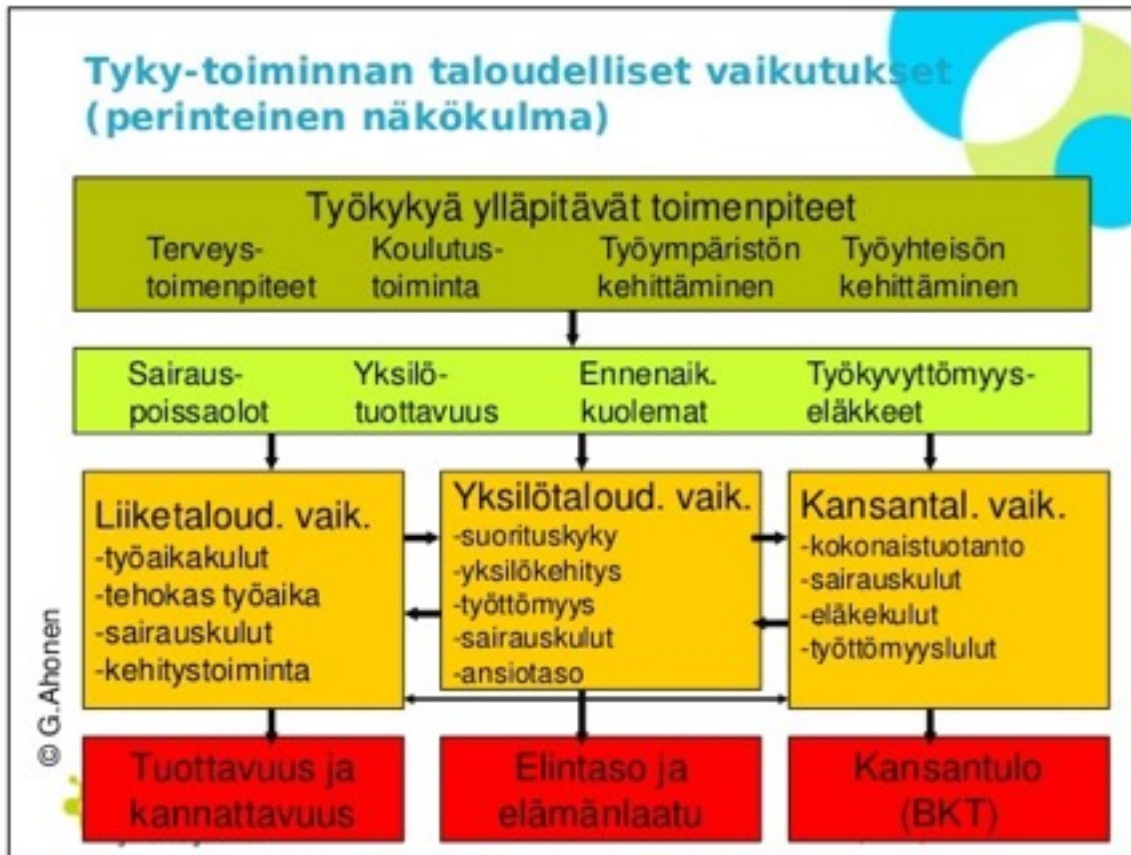 Tyky-toiminnan taloudelliset vaikutukset
(perinteinen näkökulma)
Työkykyä ylläpitävät toimenpiteet
Terveys-
toimenpiteet
Koulutus-
toiminta
Työympäristön
kehittäminen
Työyhteisön
kehittäminen
Sairaus-
poissaolot
Yksilö-
tuottavuus
Ennenaik.
kuolemat
Työkyvyttömyys-
eläkkeet
Liiketaloud. vaik.
-työaikakulut
-tehokas työaika
-sairauskulut
-kehitystoiminta
Yksilötaloud. vaik.
-suorituskyky
-yksilökehitys
-työttömyys
-sairauskulut
-ansiotaso
Kansantal. vaik.
-kokonaistuotanto
-sairauskulut
-eläkekulut
-työttömyyslulut
Tuottavuus ja
kannattavuus
Elintaso ja
elämänlaatu
Kansantulo
(BKT)
© G.Ahonen